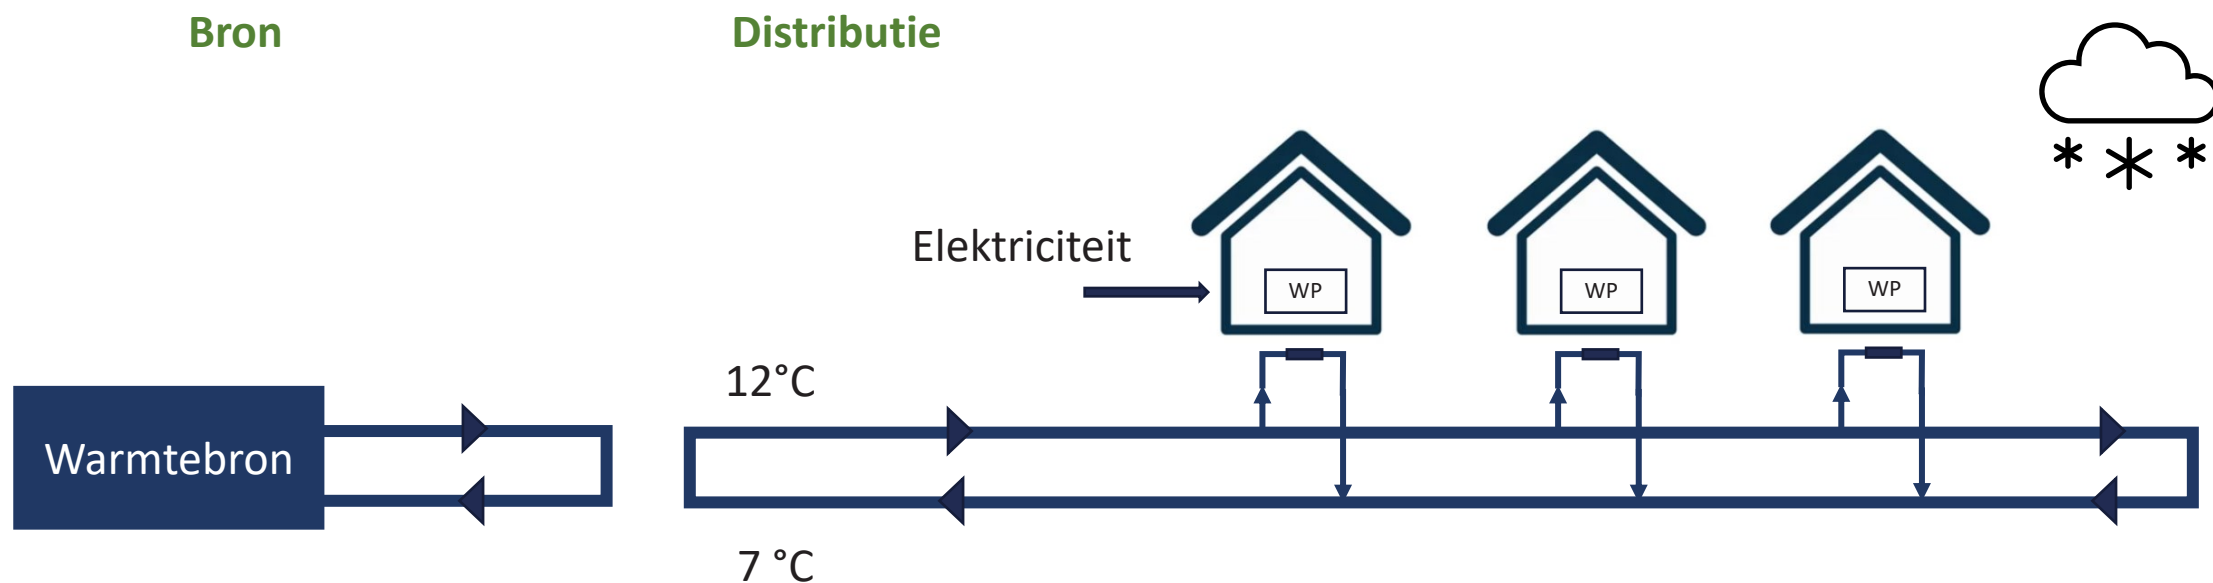 Bron
Distributie
Elektriciteit
WP
WP
WP
12°C
Warmtebron
7 °C